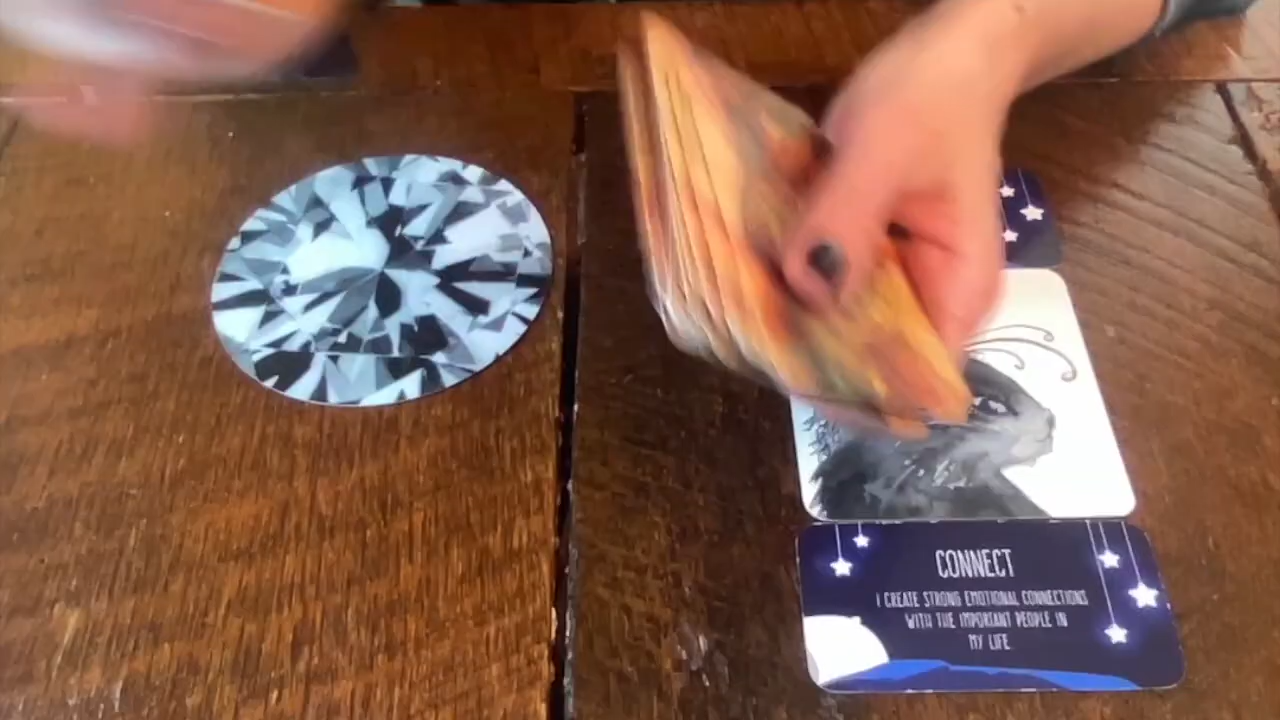 CONNECT
I CREATE STRONG EMOTIONAL CONNECTIONS
WITH THE IMPORTANT PEOPLE IN
MY LIFE.